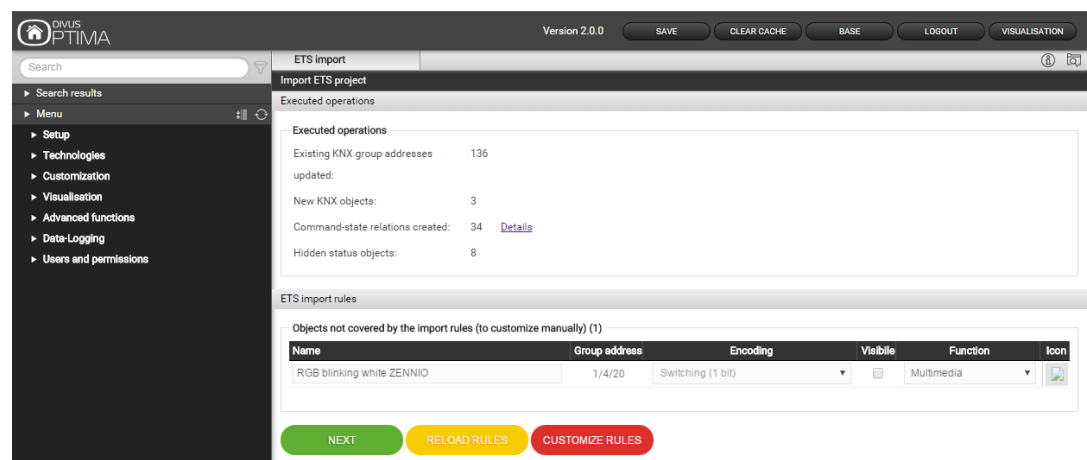 DIVUS
OPTIMA
Version 2.0.0
SAVE
CLEAR CACHE
BASE
LOGOUT
VISUALISATION
Search
Search results
Menu
Setup
Technologies
Customization
Visualisation
Advanced functions
Data-Logging
Users and permissions
ETS import
Import ETS project
Executed operations
Executed operations
Existing KNX group addresses 136
updated:
New KNX objects: 3
Command-state relations created: 34 Details
Hidden status objects: 8
ETS import rules
Objects not covered by the import rules (to customize manually) (1)
Name Group address Encoding Visibile Function Icon
RGB blinking white ZENNIO 1/4/20 Switching (1 bit) Multimedia
NEXT RELOAD RULES CUSTOMIZE RULES